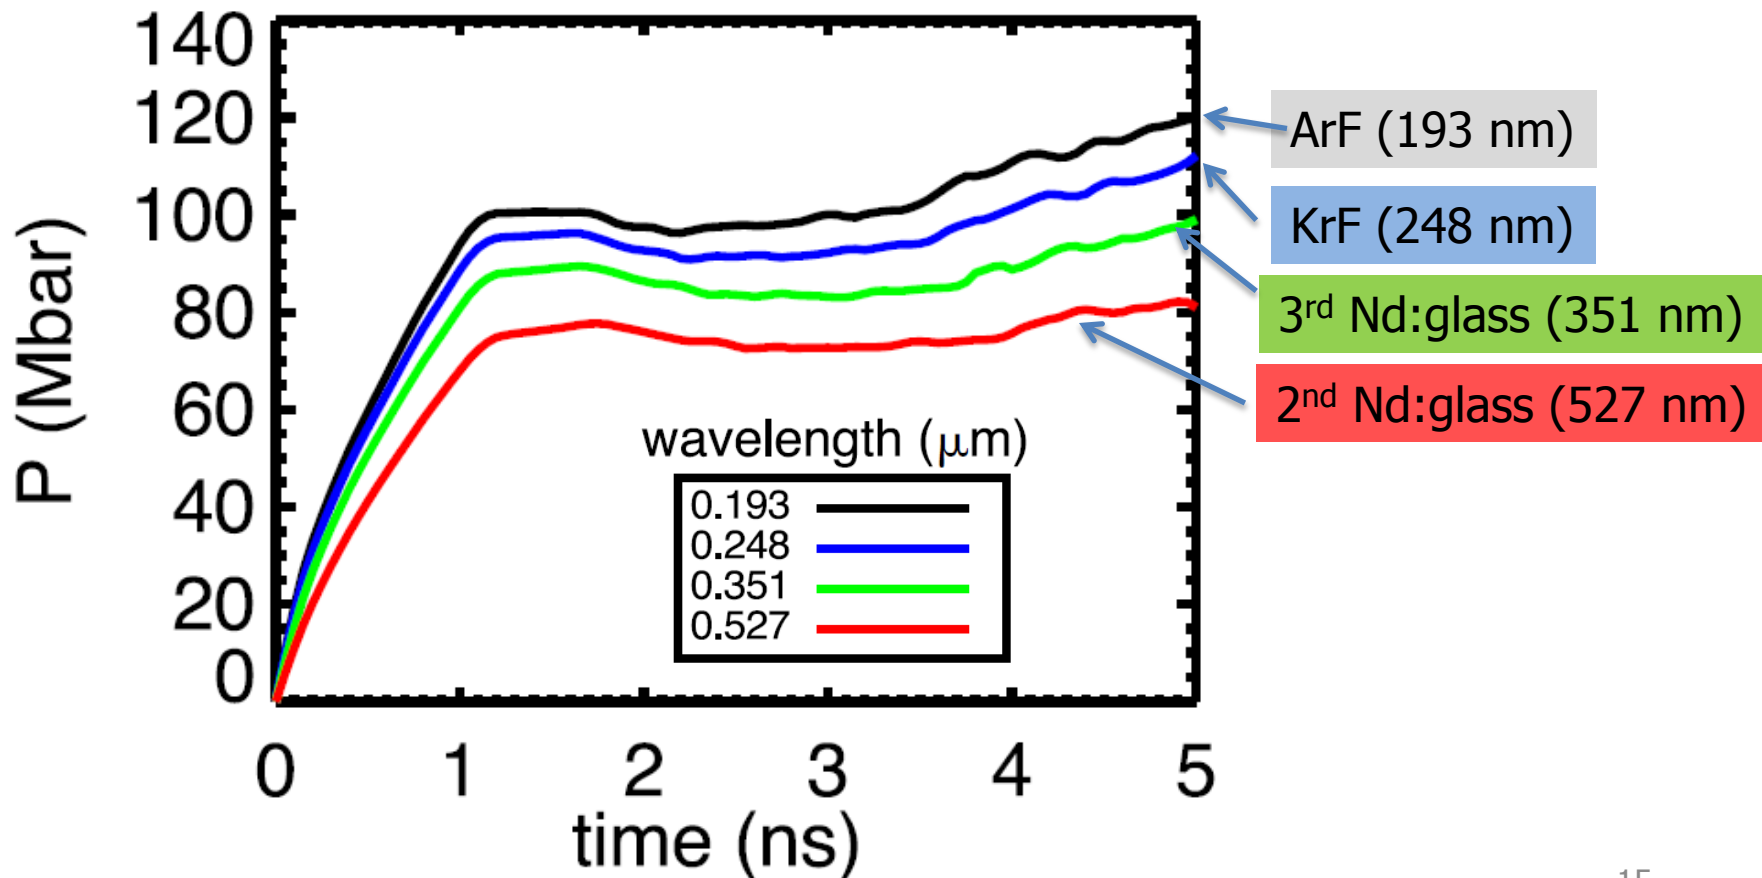 140
120
100
80
60
40
20
0
P (Mbar)
0 1 2 3 4 5
time (ns)
wavelength (μm)
0.193
0.248
0.351
0.527
ArF (193 nm)
KrF (248 nm)
3rd Nd:glass (351 nm)
2nd Nd:glass (527 nm)